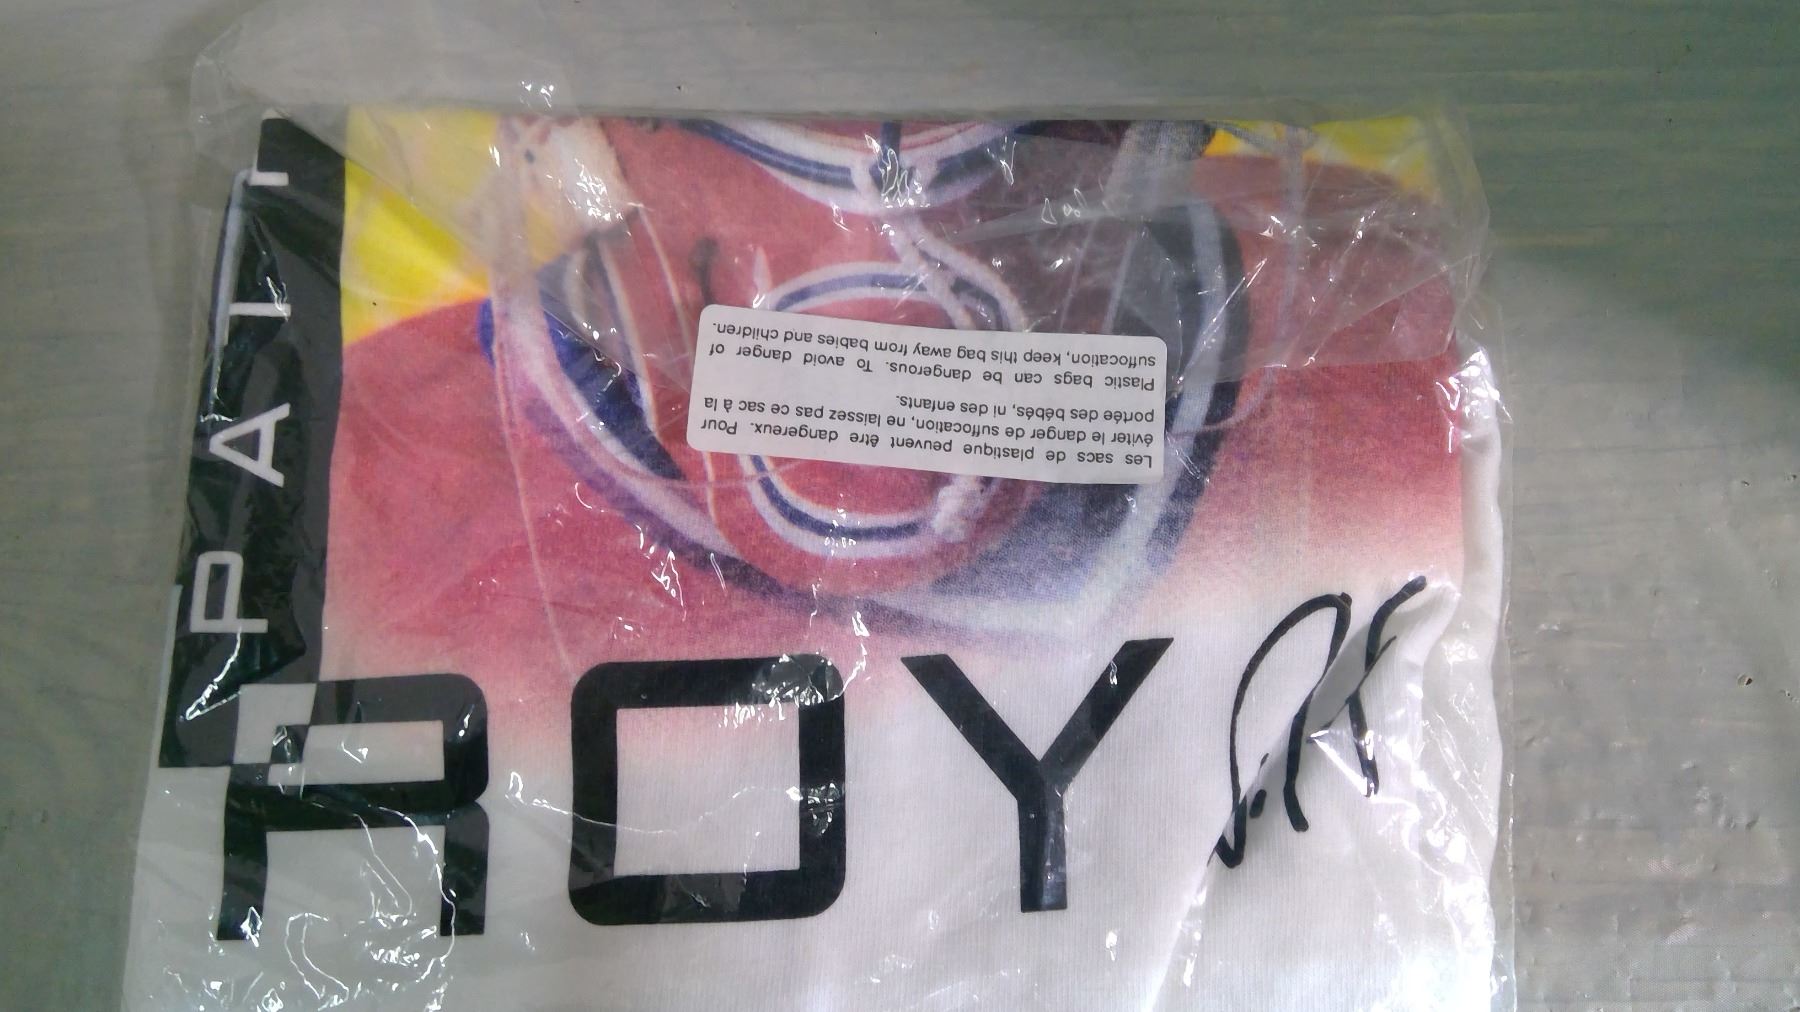 PAT
ROY
Les sacs de plastique peuvent être dangereux. Pour
éviter le danger de suffocation, ne laissez pas ce sac à la
portée des bébés, ni des enfants.
Plastic bags can be dangerous. To avoid danger of
suffocation, keep this bag away from babies and children.